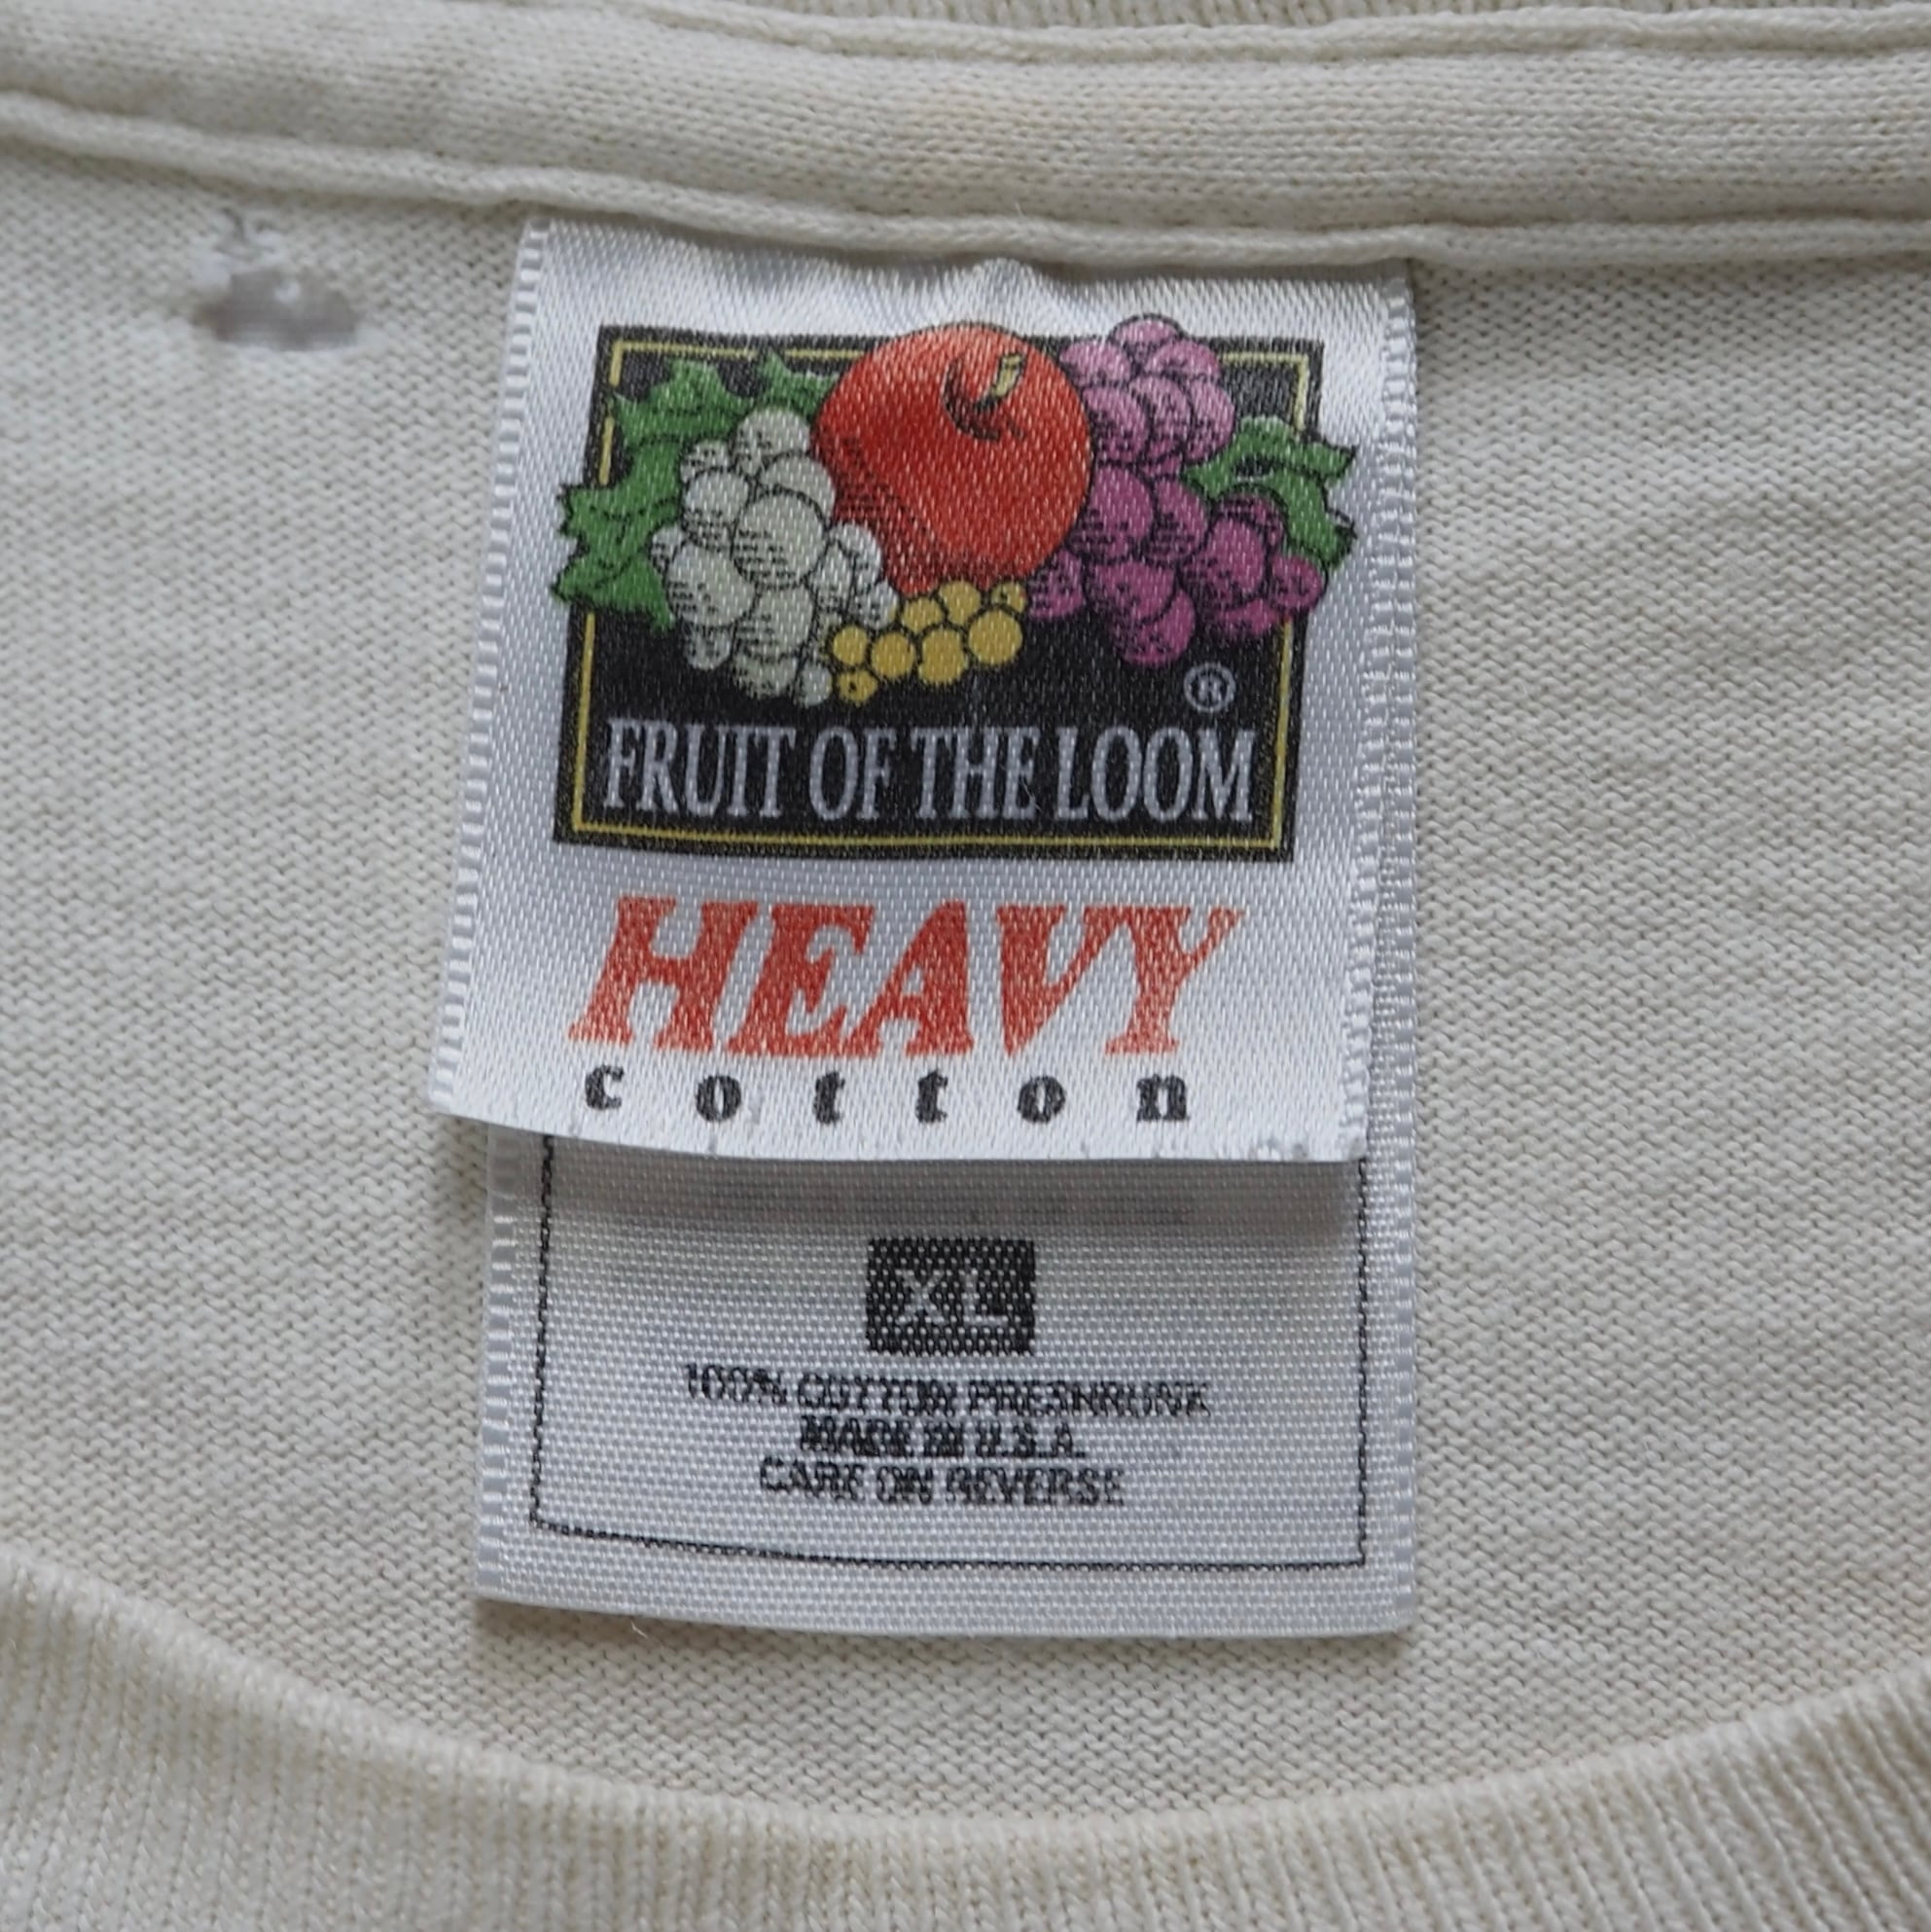 ®
FRUIT OF THE LOOM
HEAVY
cotton
XL
100% COTTON PRESHRUNK
MADE IN U.S.A.
CARE ON REVERSE